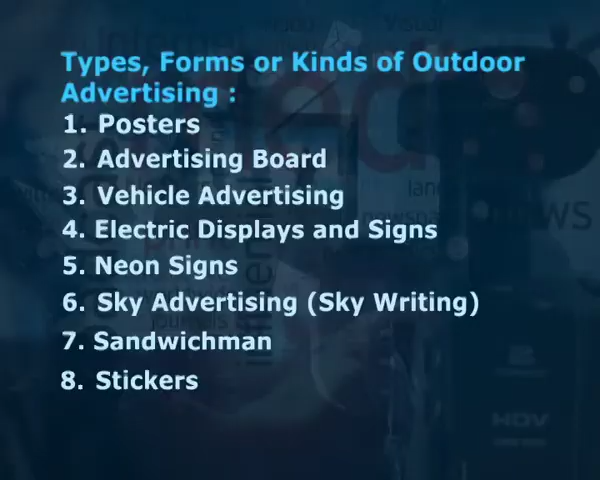 Types, Forms or Kinds of Outdoor
Advertising :
1. Posters
2. Advertising Board
3. Vehicle Advertising
4. Electric Displays and Signs
5. Neon Signs
6. Sky Advertising (Sky Writing)
7. Sandwichman
8. Stickers
HDV